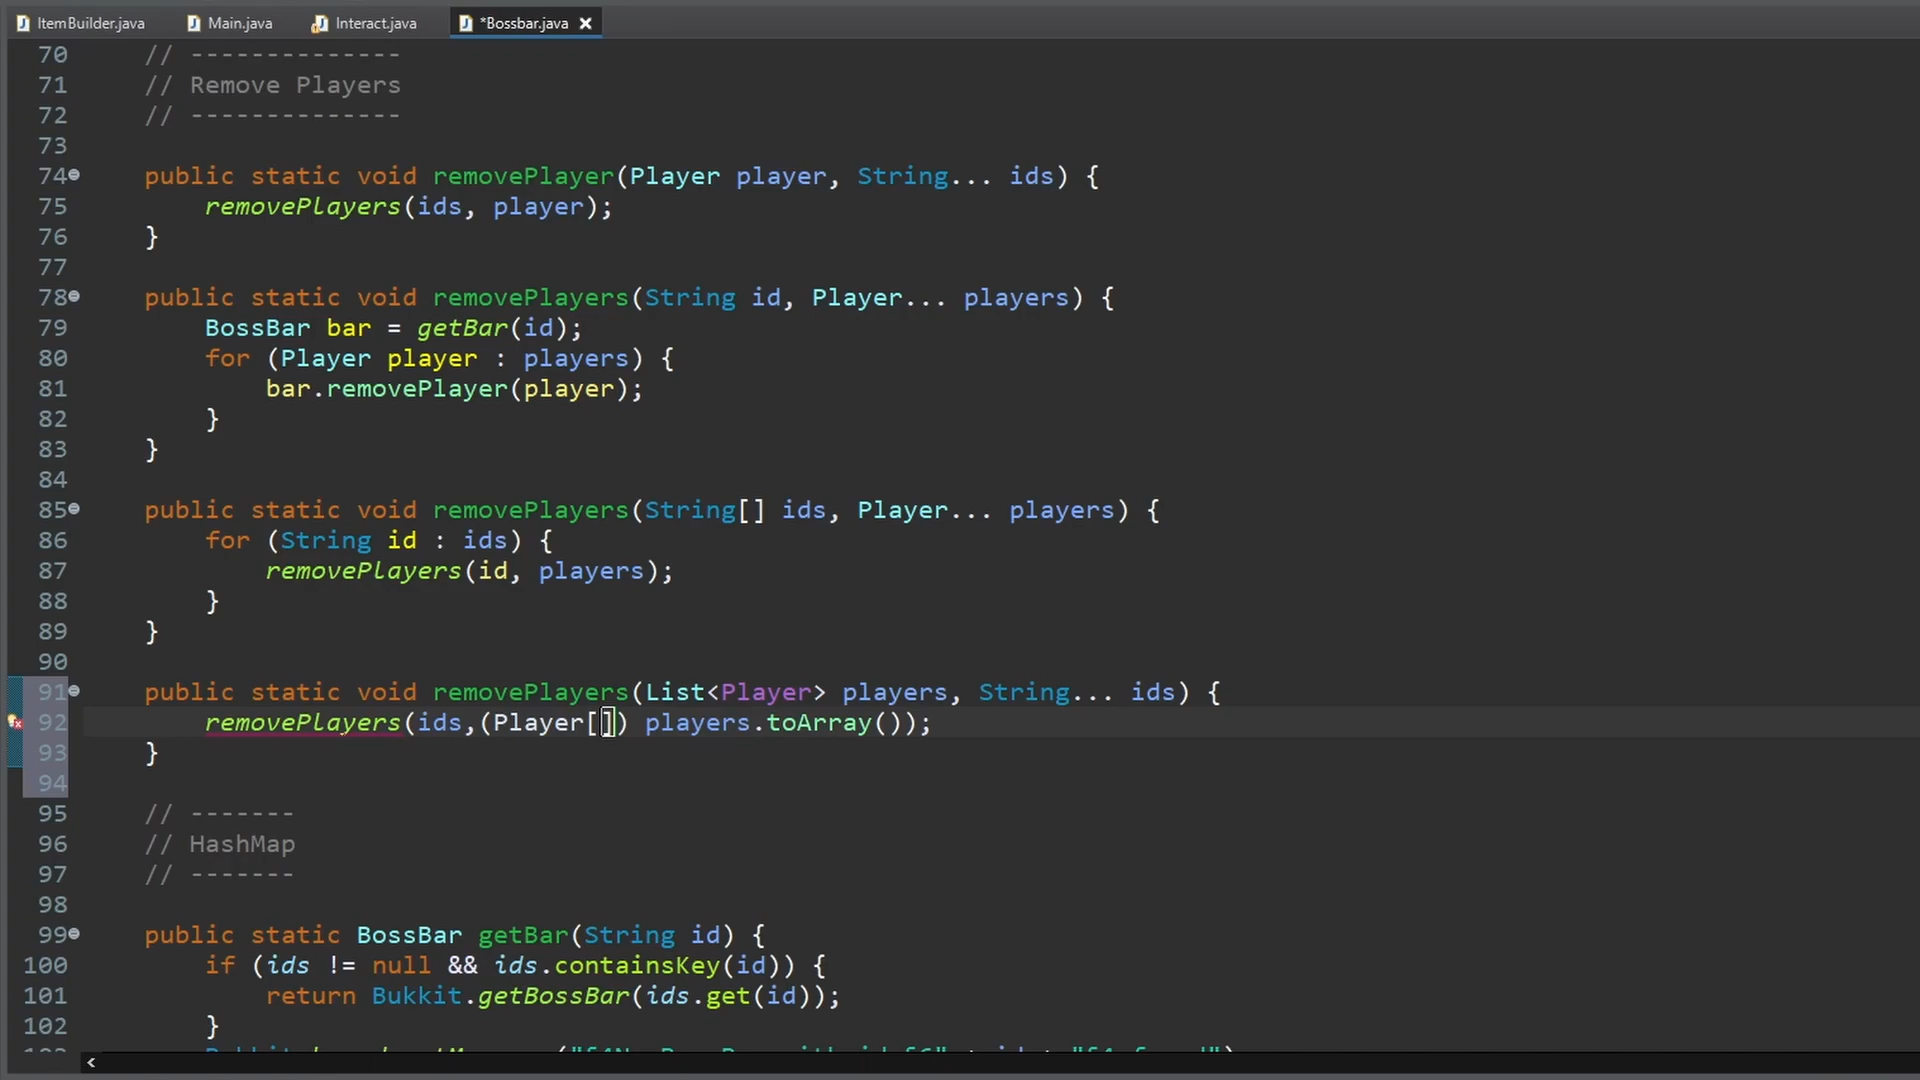 ItemBuilder.java Main.java Interact.java *Bossbar.java
70 // --------------
71 // Remove Players
72 // --------------
73
74 public static void removePlayer(Player player, String... ids) {
75 removePlayers(ids, player);
76 }
77
78 public static void removePlayers(String id, Player... players) {
79 BossBar bar = getBar(id);
80 for (Player player : players) {
81 bar.removePlayer(player);
82 }
83 }
84
85 public static void removePlayers(String[] ids, Player... players) {
86 for (String id : ids) {
87 removePlayers(id, players);
88 }
89 }
90
91 public static void removePlayers(List<Player> players, String... ids) {
92 removePlayers(ids,(Player[]) players.toArray());
93 }
94
95 // -------
96 // HashMap
97 // -------
98
99 public static BossBar getBar(String id) {
100 if (ids != null && ids.containsKey(id)) {
101 return Bukkit.getBossBar(ids.get(id));
102 }